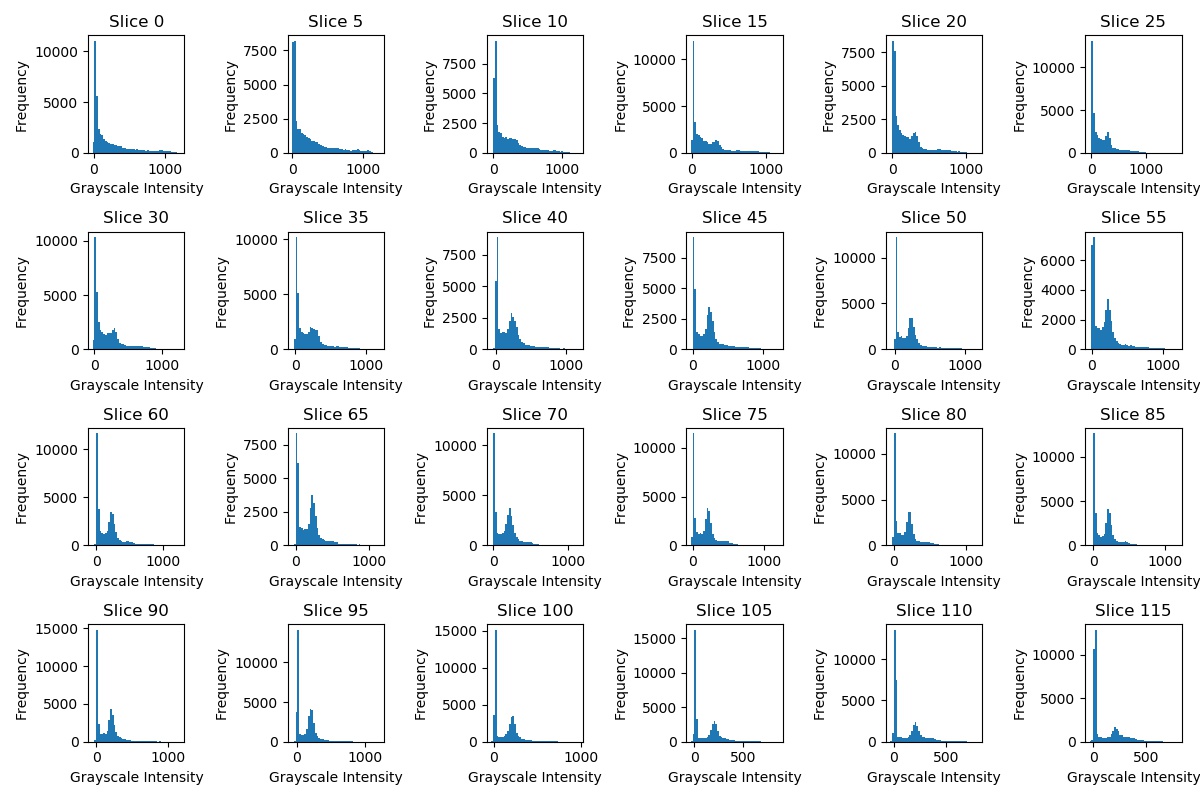 Slice 0 Slice 5 Slice 10 Slice 15 Slice 20 Slice 25
Frequency Frequency Frequency Frequency Frequency Frequency
10000 7500 7500 10000 7500 10000
5000 5000 5000 5000 5000 5000
2500 2500 2500
0 0 0 0 0 0
0 1000 0 1000 0 1000 0 1000 0 1000 0 1000
Grayscale Intensity Grayscale Intensity Grayscale Intensity Grayscale Intensity Grayscale Intensity Grayscale Intensity
Slice 30 Slice 35 Slice 40 Slice 45 Slice 50 Slice 55
Frequency Frequency Frequency Frequency Frequency Frequency
10000 10000 7500 7500 10000 6000
5000 5000 5000 5000 5000 4000
2500 2500 2000
0 0 0 0 0 0
0 1000 0 1000 0 1000 0 1000 0 1000 0 1000
Grayscale Intensity Grayscale Intensity Grayscale Intensity Grayscale Intensity Grayscale Intensity Grayscale Intensity
Slice 60 Slice 65 Slice 70 Slice 75 Slice 80 Slice 85
Frequency Frequency Frequency Frequency Frequency Frequency
10000 7500 10000 10000 10000 10000
5000 5000 5000 5000 5000 5000
2500
0 0 0 0 0 0
0 1000 0 1000 0 1000 0 1000 0 1000 0 1000
Grayscale Intensity Grayscale Intensity Grayscale Intensity Grayscale Intensity Grayscale Intensity Grayscale Intensity
Slice 90 Slice 95 Slice 100 Slice 105 Slice 110 Slice 115
Frequency Frequency Frequency Frequency Frequency Frequency
15000 15000 15000
10000 10000 10000 10000 10000 10000
5000 5000 5000 5000 5000 5000
0 0 0 0 0 0
0 1000 0 1000 0 1000 0 500 0 500 0 500
Grayscale Intensity Grayscale Intensity Grayscale Intensity Grayscale Intensity Grayscale Intensity Grayscale Intensity